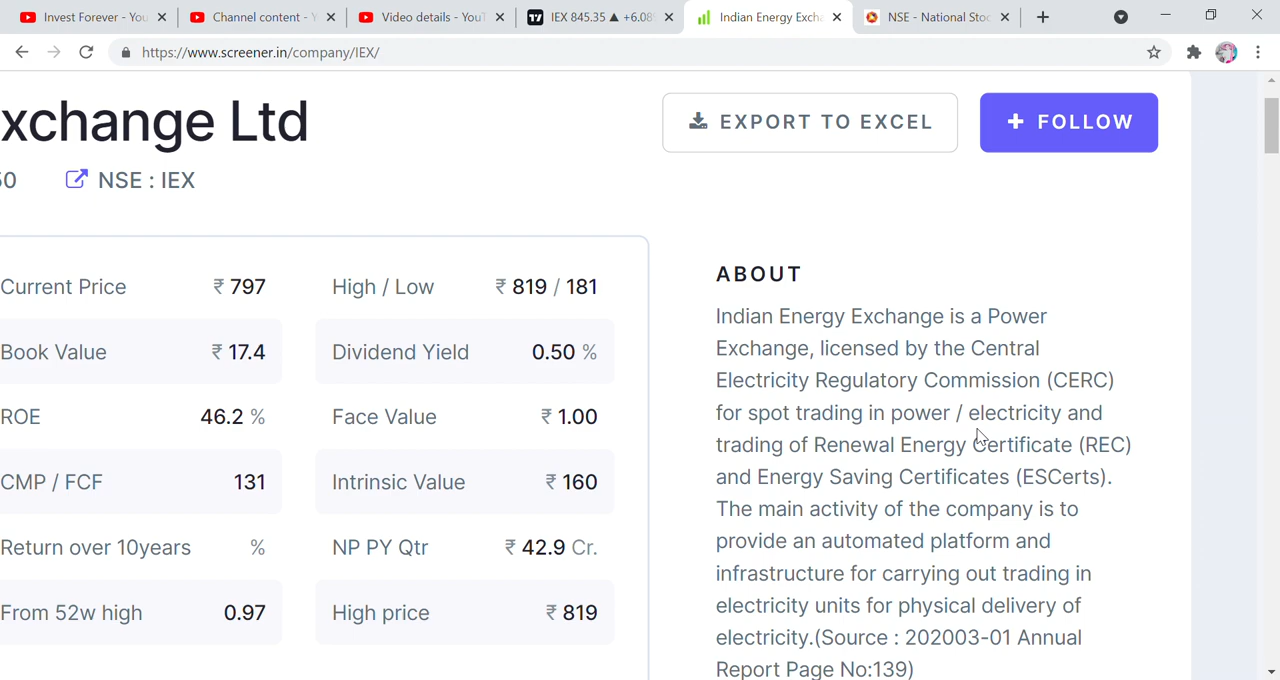 Invest Forever - You
Channel content - Y
Video details - YouT
IEX 845.35 ▲ +6.08
Indian Energy Excha
NSE - National Stoc
https://www.screener.in/company/IEX/
xchange Ltd
EXPORT TO EXCEL
+ FOLLOW
50
NSE : IEX
Current Price ₹ 797
High / Low ₹ 819 / 181
Book Value ₹ 17.4
Dividend Yield 0.50 %
ROE 46.2 %
Face Value ₹ 1.00
CMP / FCF 131
Intrinsic Value ₹ 160
Return over 10years %
NP PY Qtr ₹ 42.9 Cr.
From 52w high 0.97
High price ₹ 819
ABOUT
Indian Energy Exchange is a Power
Exchange, licensed by the Central
Electricity Regulatory Commission (CERC)
for spot trading in power / electricity and
trading of Renewal Energy Certificate (REC)
and Energy Saving Certificates (ESCerts).
The main activity of the company is to
provide an automated platform and
infrastructure for carrying out trading in
electricity units for physical delivery of
electricity.(Source : 202003-01 Annual
Report Page No:139)